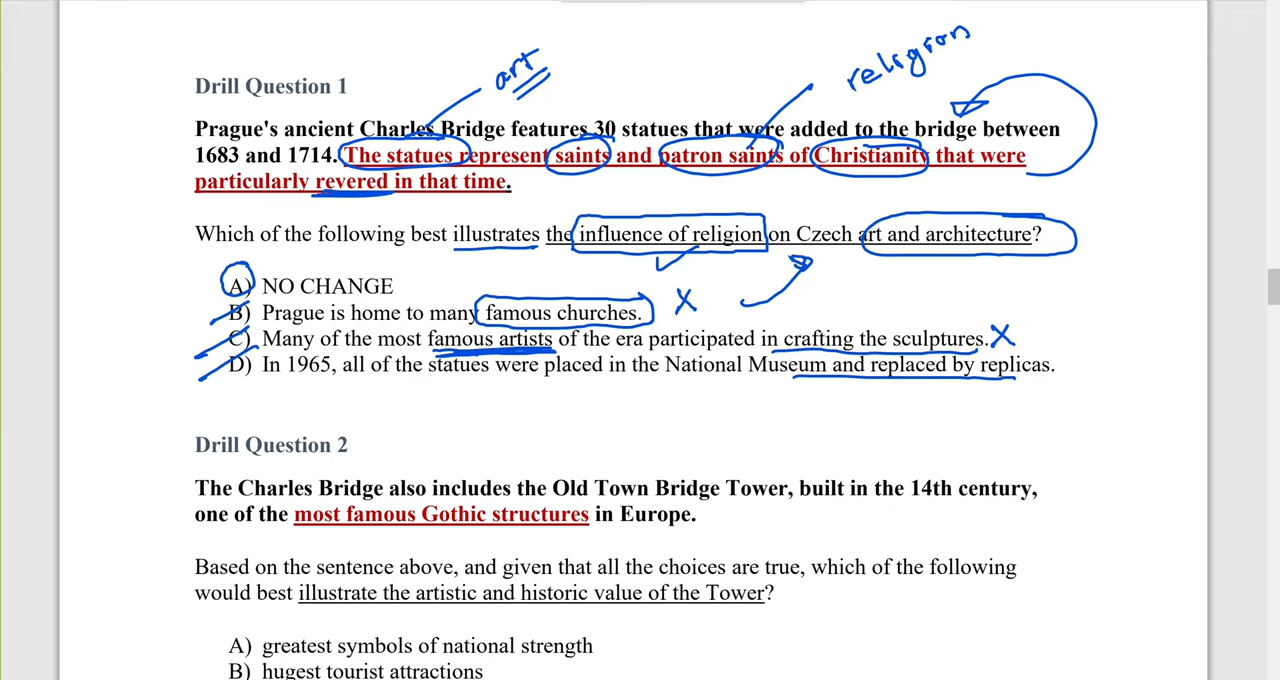 art
religion
Drill Question 1
Prague's ancient Charles Bridge features 30 statues that were added to the bridge between
1683 and 1714. The statues represent saints and patron saints of Christianity that were
particularly revered in that time.
Which of the following best illustrates the influence of religion on Czech art and architecture?
A) NO CHANGE
B) Prague is home to many famous churches.
C) Many of the most famous artists of the era participated in crafting the sculptures.
D) In 1965, all of the statues were placed in the National Museum and replaced by replicas.
Drill Question 2
The Charles Bridge also includes the Old Town Bridge Tower, built in the 14th century,
one of the most famous Gothic structures in Europe.
Based on the sentence above, and given that all the choices are true, which of the following
would best illustrate the artistic and historic value of the Tower?
A) greatest symbols of national strength
B) hugest tourist attractions